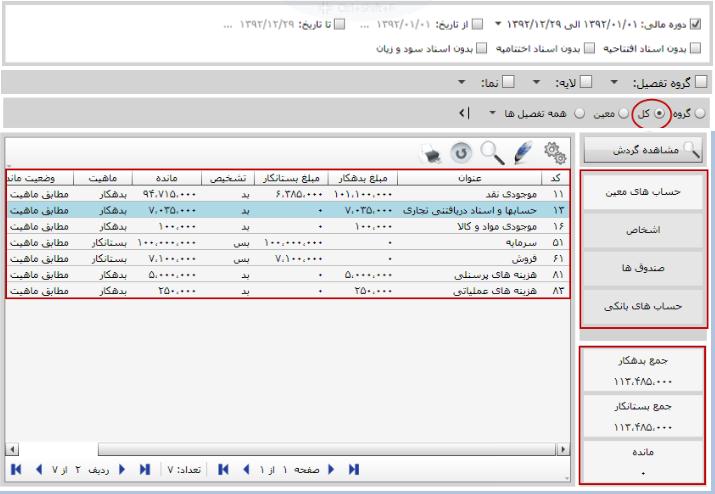 Ctrl+Shift+F
دوره مالی: ۱۳۹۲/۰۱/۰۱ الی ۱۳۹۲/۱۲/۲۹ از تاریخ: ۱۳۹۲/۰۱/۰۱ ... تا تاریخ: ۱۳۹۲/۱۲/۲۹ ...
بدون اسناد افتتاحیه بدون اسناد اختتامیه بدون اسناد سود و زیان
گروه تفصیل: لایه: نما:
گروه کل معین همه تفصیل ها
مشاهده گردش
حساب های معین
اشخاص
صندوق ها
حساب های بانکی
جمع بدهکار
۱۱۳،۴۸۵،۰۰۰
جمع بستانکار
۱۱۳،۴۸۵،۰۰۰
مانده
۰
کد عنوان مبلغ بدهکار مبلغ بستانکار تشخیص مانده ماهیت وضعیت ماند
۱۱ موجودی نقد ۱۰۱،۱۰۰،۰۰۰ ۶،۳۸۵،۰۰۰ بد ۹۴،۷۱۵،۰۰۰ بدهکار مطابق ماهیت
۱۳ حسابها و اسناد دریافتنی تجاری ۷،۰۳۵،۰۰۰ ۰ بد ۷،۰۳۵،۰۰۰ بدهکار مطابق ماهیت
۱۶ موجودی مواد و کالا ۱۰۰،۰۰۰ ۰ بد ۱۰۰،۰۰۰ بدهکار مطابق ماهیت
۵۱ سرمایه ۰ ۱۰۰،۰۰۰،۰۰۰ بس ۱۰۰،۰۰۰،۰۰۰ بستانکار مطابق ماهیت
۶۱ فروش ۰ ۷،۱۰۰،۰۰۰ بس ۷،۱۰۰،۰۰۰ بستانکار مطابق ماهیت
۸۱ هزینه های پرسنلی ۵،۰۰۰،۰۰۰ ۰ بد ۵،۰۰۰،۰۰۰ بدهکار مطابق ماهیت
۸۳ هزینه های عملیاتی ۲۵۰،۰۰۰ ۰ بد ۲۵۰،۰۰۰ بدهکار مطابق ماهیت
صفحه ۱ از ۱ تعداد: ۷ ردیف ۲ از ۷